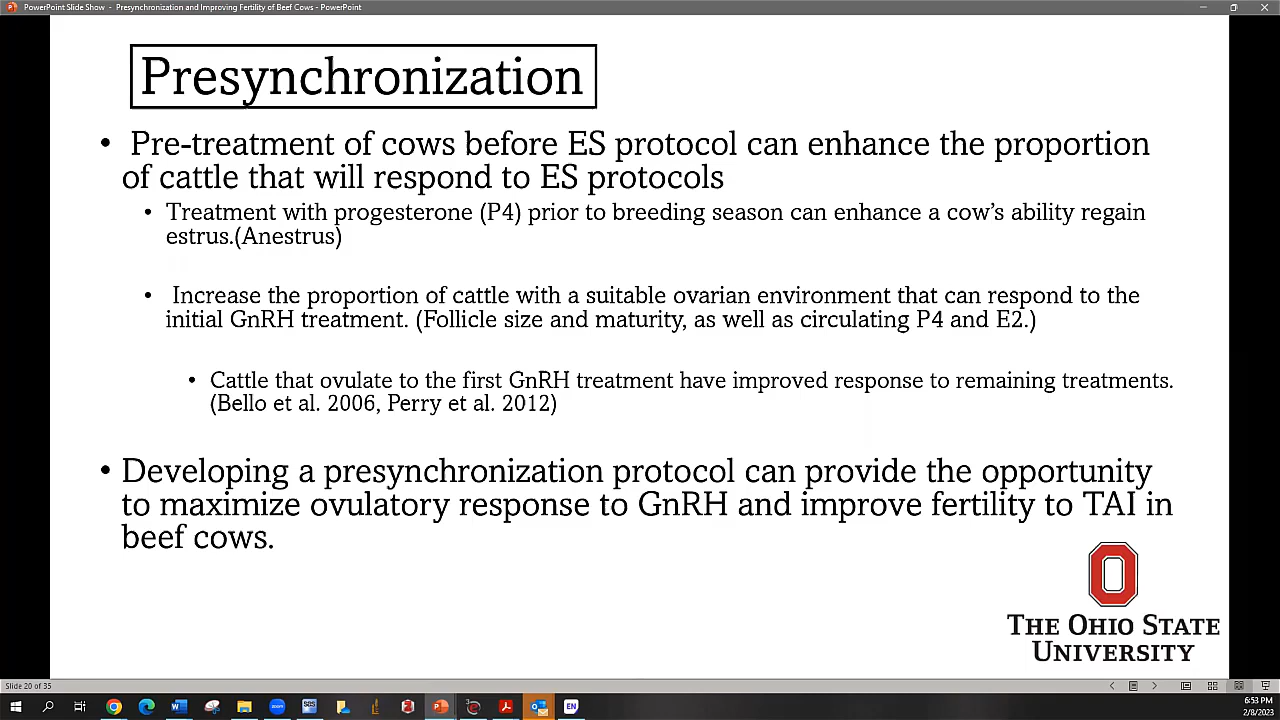 PowerPoint Slide Show - Presynchronization and Improving Fertility of Beef Cows - PowerPoint
Presynchronization
• Pre-treatment of cows before ES protocol can enhance the proportion
of cattle that will respond to ES protocols
• Treatment with progesterone (P4) prior to breeding season can enhance a cow's ability regain
estrus.(Anestrus)
• Increase the proportion of cattle with a suitable ovarian environment that can respond to the
initial GnRH treatment. (Follicle size and maturity, as well as circulating P4 and E2.)
• Cattle that ovulate to the first GnRH treatment have improved response to remaining treatments.
(Bello et al. 2006, Perry et al. 2012)
• Developing a presynchronization protocol can provide the opportunity
to maximize ovulatory response to GnRH and improve fertility to TAI in
beef cows.
THE OHIO STATE
UNIVERSITY
Slide 20 of 35
zoom
SAS
EN
6:53 PM
2/8/2023